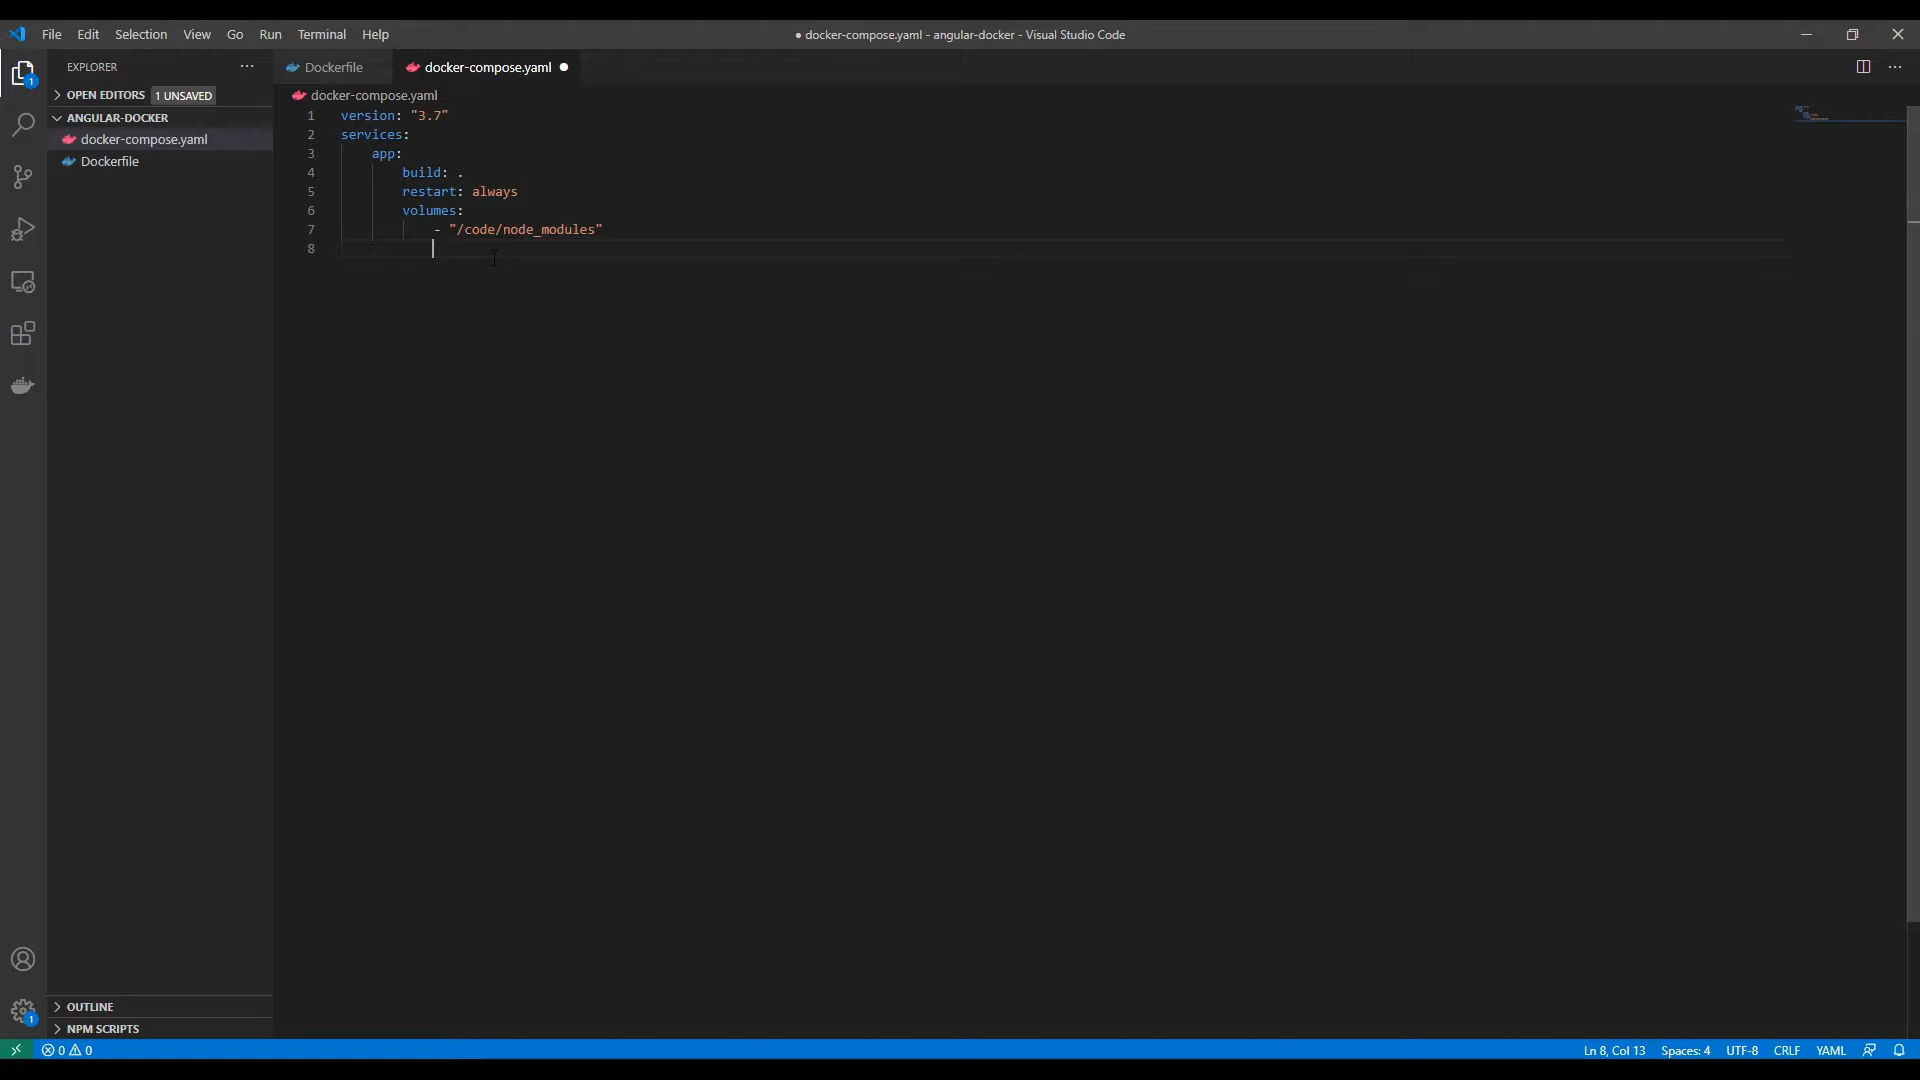 File Edit Selection View Go Run Terminal Help
● docker-compose.yaml - angular-docker - Visual Studio Code
EXPLORER
Dockerfile
docker-compose.yaml
OPEN EDITORS 1 UNSAVED
docker-compose.yaml
ANGULAR-DOCKER
docker-compose.yaml
Dockerfile
1 version: "3.7"
2 services:
3 app:
4 build: .
5 restart: always
6 volumes:
7 - "/code/node_modules"
8
1
OUTLINE
1
NPM SCRIPTS
0 0
Ln 8, Col 13 Spaces: 4 UTF-8 CRLF YAML